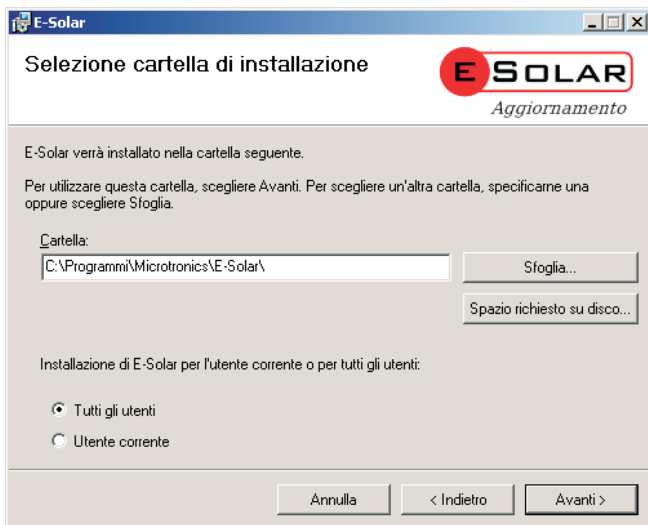 E-Solar
Selezione cartella di installazione
E SOLAR
Aggiornamento
E-Solar verrà installato nella cartella seguente.
Per utilizzare questa cartella, scegliere Avanti. Per scegliere un'altra cartella, specificarne una
oppure scegliere Sfoglia.
Cartella:
C:\Programmi\Microtronics\E-Solar\
Sfoglia...
Spazio richiesto su disco...
Installazione di E-Solar per l'utente corrente o per tutti gli utenti:
Tutti gli utenti
Utente corrente
Annulla
< Indietro
Avanti >